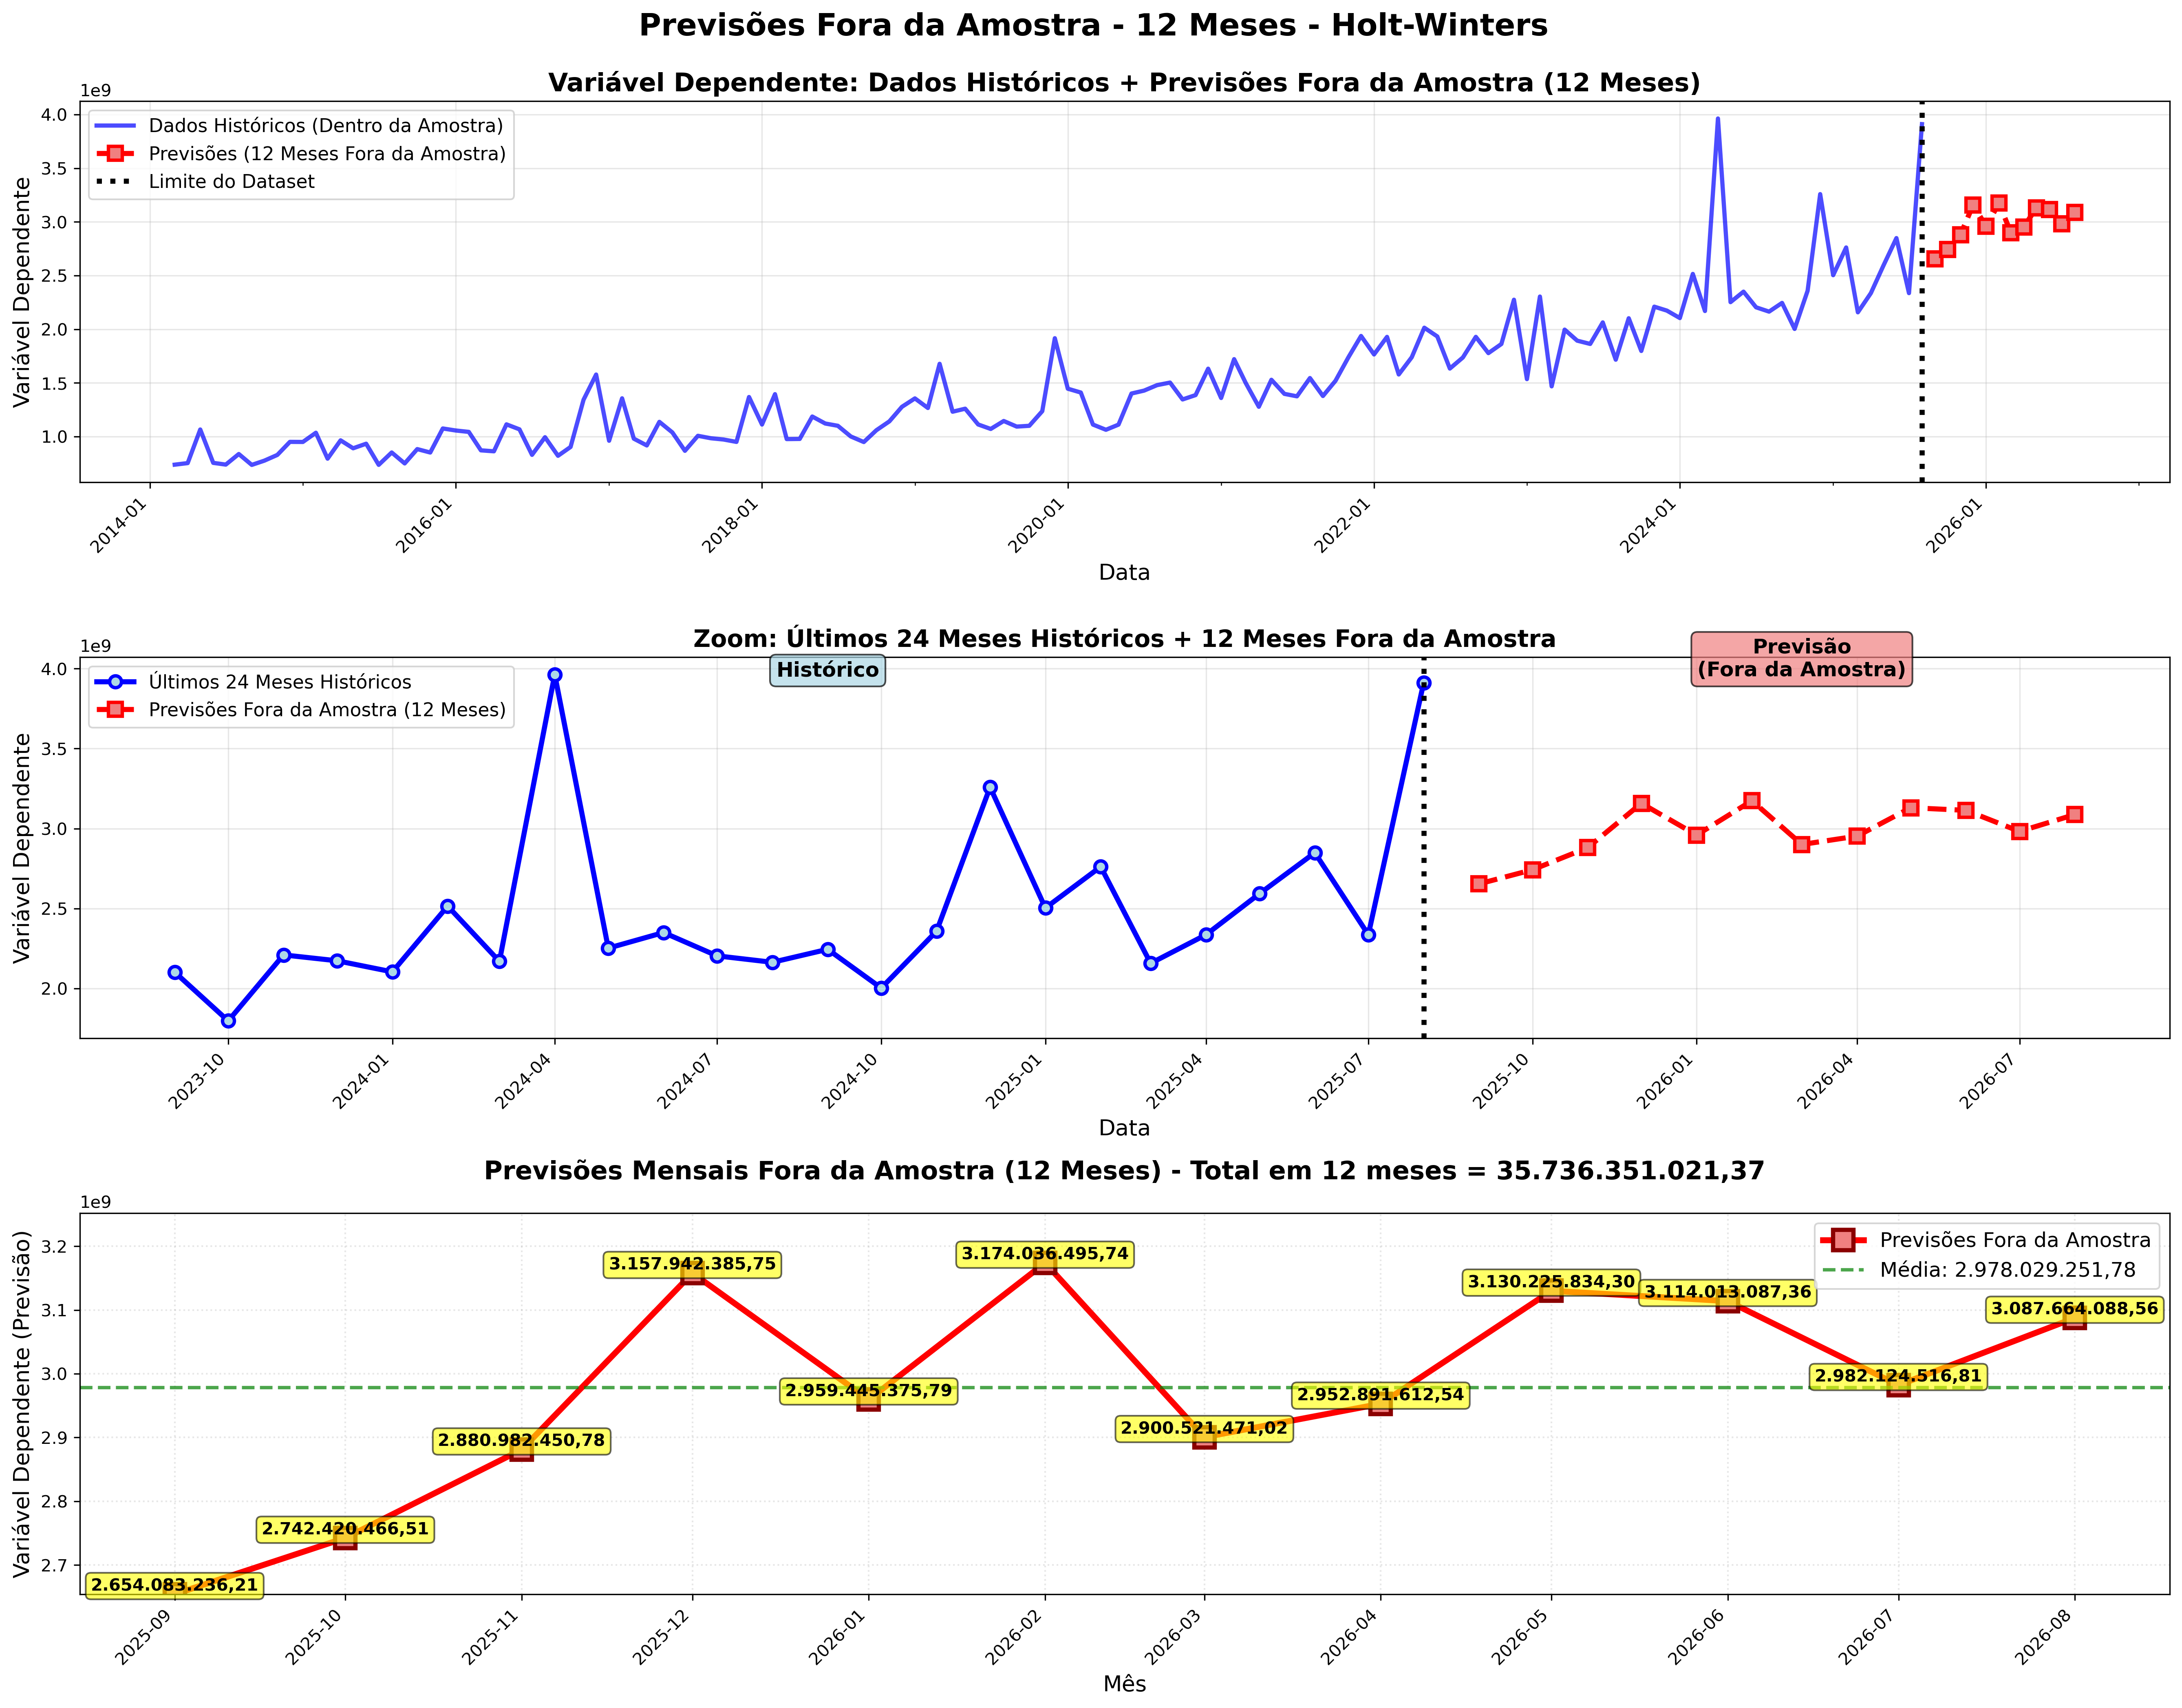 Previsões Fora da Amostra - 12 Meses - Holt-Winters
Variável Dependente: Dados Históricos + Previsões Fora da Amostra (12 Meses)
1e9
Dados Históricos (Dentro da Amostra)
Previsões (12 Meses Fora da Amostra)
Limite do Dataset
Variável Dependente
4.0
3.5
3.0
2.5
2.0
1.5
1.0
2014-01
2016-01
2018-01
2020-01
2022-01
2024-01
2026-01
Data
Zoom: Últimos 24 Meses Históricos + 12 Meses Fora da Amostra
1e9
Últimos 24 Meses Históricos
Previsões Fora da Amostra (12 Meses)
Histórico
Previsão
(Fora da Amostra)
Variável Dependente
4.0
3.5
3.0
2.5
2.0
2023-10
2024-01
2024-04
2024-07
2024-10
2025-01
2025-04
2025-07
2025-10
2026-01
2026-04
2026-07
Data
Previsões Mensais Fora da Amostra (12 Meses) - Total em 12 meses = 35.736.351.021,37
1e9
Previsões Fora da Amostra
Média: 2.978.029.251,78
Variável Dependente (Previsão)
3.2
3.1
3.0
2.9
2.8
2.7
2.654.083.236,21
2.742.420.466,51
2.880.982.450,78
3.157.942.385,75
2.959.445.375,79
3.174.036.495,74
2.900.521.471,02
2.952.891.612,54
3.130.225.834,30
3.114.013.087,36
2.982.124.516,81
3.087.664.088,56
2025-09
2025-10
2025-11
2025-12
2026-01
2026-02
2026-03
2026-04
2026-05
2026-06
2026-07
2026-08
Mês